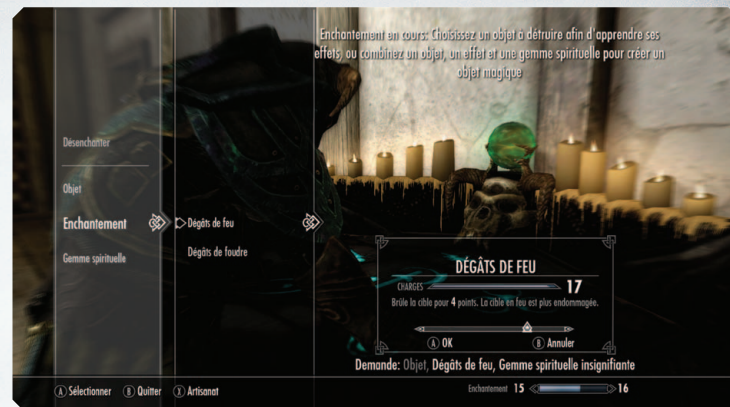 Enchantement en cours: Choisissez un objet à détruire afin d'apprendre ses
effets, ou combinez un objet, un effet et une gemme spirituelle pour créer un
objet magique
Désenchanter
Objet
Enchantement
Gemme spirituelle
Dégâts de feu
Dégâts de foudre
DÉGÂTS DE FEU
CHARGES 17
Brûle la cible pour 4 points. La cible en feu est plus endommagée.
A OK B Annuler
Demande: Objet, Dégâts de feu, Gemme spirituelle insignifiante
A Sélectionner B Quitter X Artisanat
Enchantement 15 16